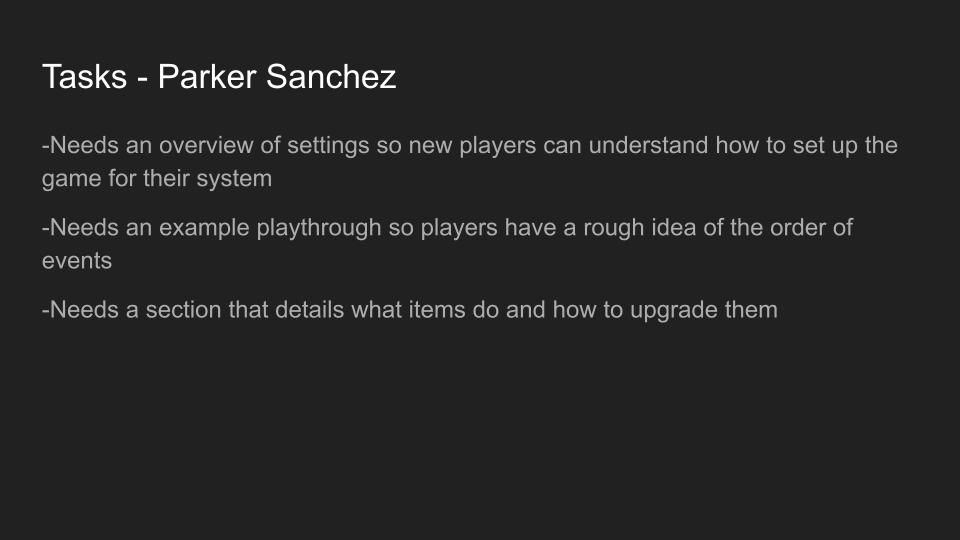 Tasks - Parker Sanchez
-Needs an overview of settings so new players can understand how to set up the
game for their system
-Needs an example playthrough so players have a rough idea of the order of
events
-Needs a section that details what items do and how to upgrade them